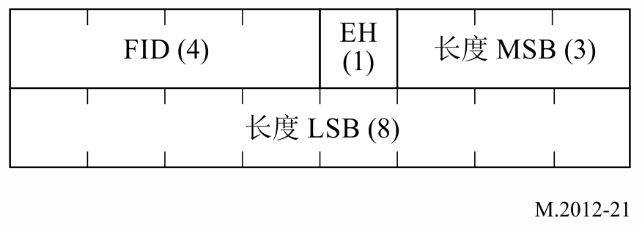 FID (4)
EH
(1)
长度 MSB (3)
长度 LSB (8)
M.2012-21